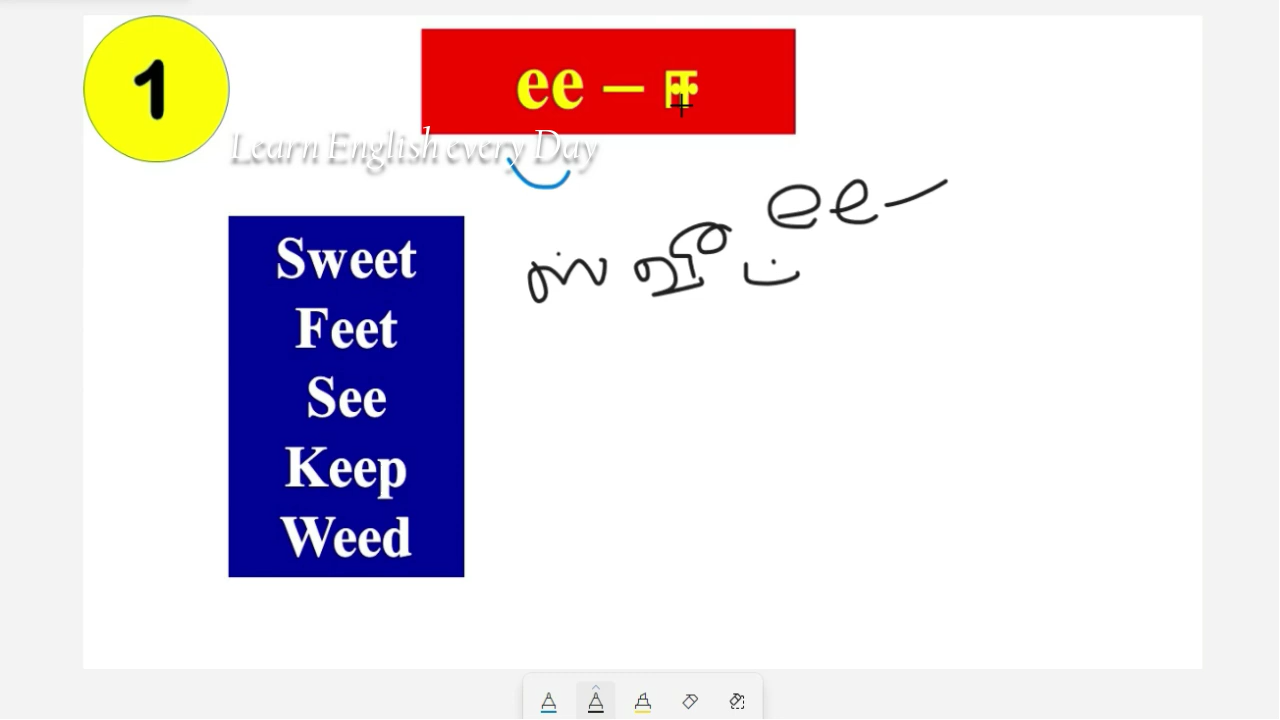 1
ee – ஈ
Learn English every Day
ee –
സ് വീ
Sweet
Feet
See
Keep
Weed